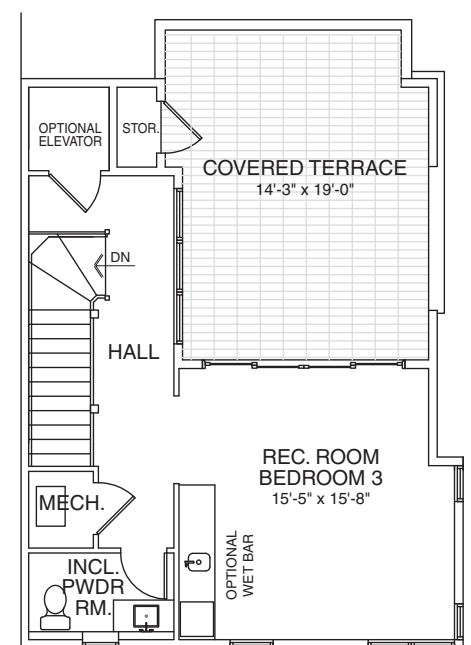 OPTIONAL
ELEVATOR
STOR.
COVERED TERRACE
14'-3" x 19'-0"
DN
HALL
REC. ROOM
BEDROOM 3
15'-5" x 15'-8"
MECH.
OPTIONAL
WET BAR
INCL.
PWDR
RM.